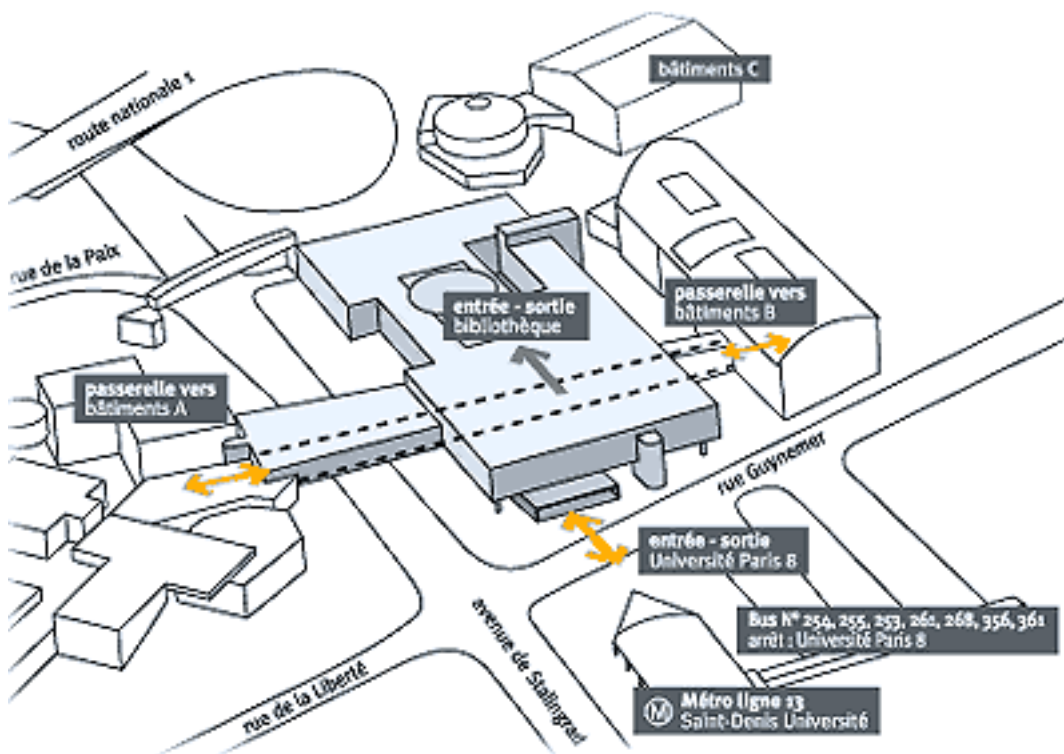 bâtiments C
route nationale 1
rue de la Paix
entrée - sortie
bibliothèque
passerelle vers
bâtiments B
passerelle vers
bâtiments A
rue Guynemer
entrée - sortie
Université Paris 8
Bus N° 254, 255, 253, 261, 268, 356, 361
arrêt : Université Paris 8
avenue de Stalingrad
rue de la Liberté
M Métro ligne 13
Saint-Denis Université